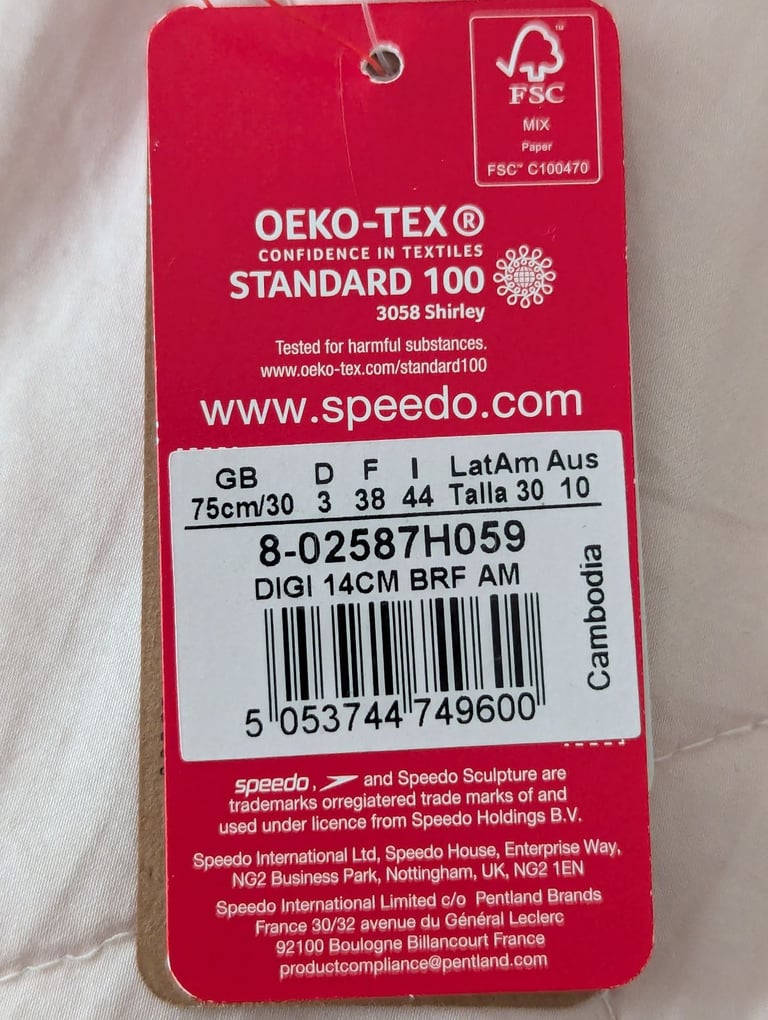 FSC™
MIX
Paper
FSC™ C100470
OEKO-TEX®
CONFIDENCE IN TEXTILES
STANDARD 100
3058 Shirley
Tested for harmful substances.
www.oeko-tex.com/standard100
www.speedo.com
GB D F I LatAm Aus
75cm/30 3 38 44 Talla 30 10
8-02587H059
DIGI 14CM BRF AM
Cambodia
5 053744 749600
speedo, and Speedo Sculpture are
trademarks orregiatered trade marks of and
used under licence from Speedo Holdings B.V.
Speedo International Ltd, Speedo House, Enterprise Way,
NG2 Business Park, Nottingham, UK, NG2 1EN
Speedo International Limited c/o Pentland Brands
France 30/32 avenue du Général Leclerc
92100 Boulogne Billancourt France
productcompliance@pentland.com